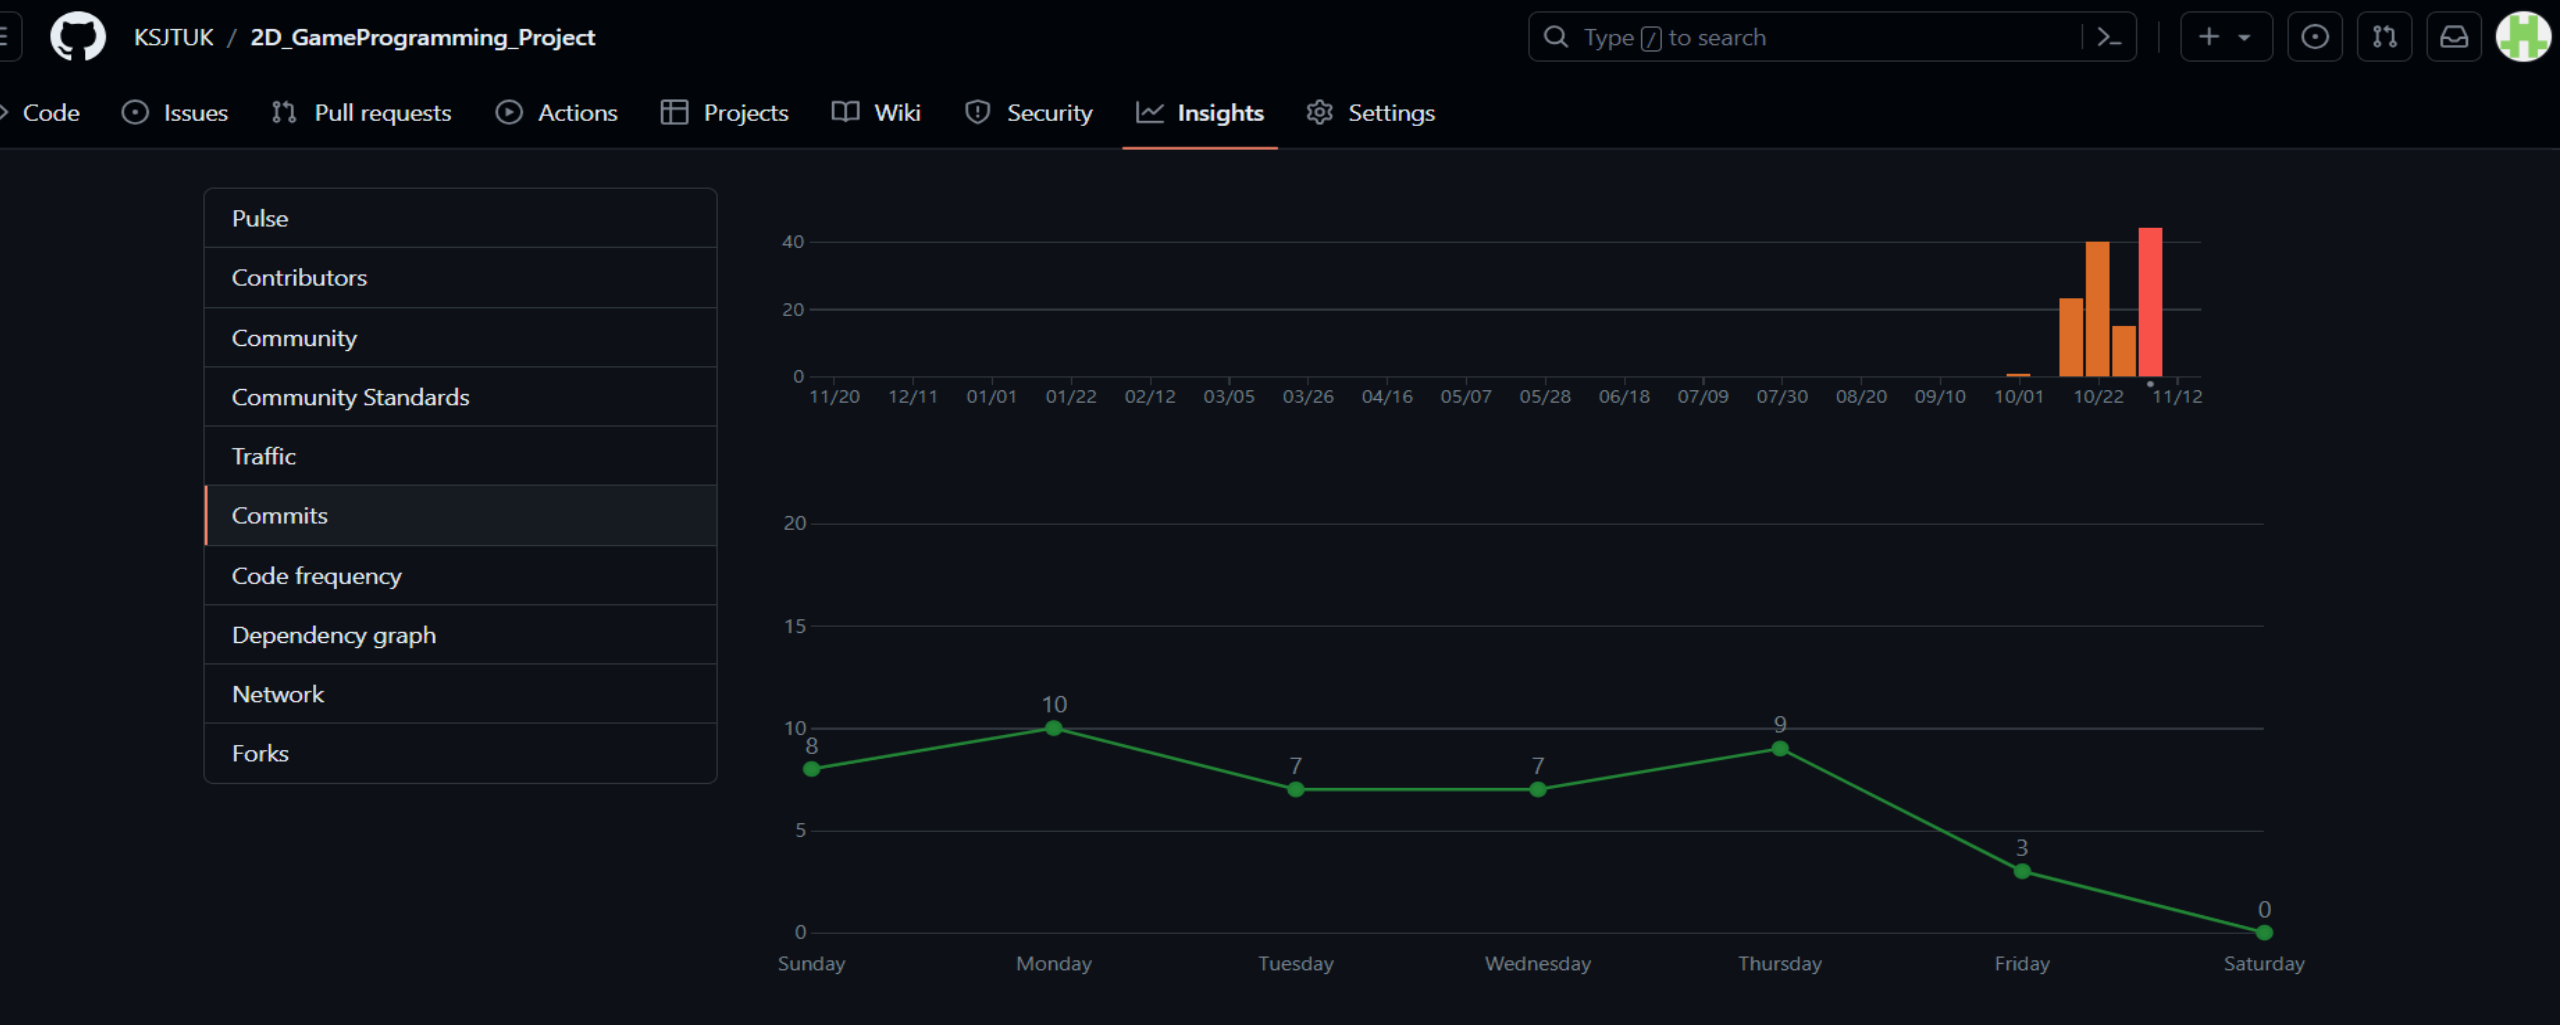 KSJTUK / 2D_GameProgramming_Project
Type / to search
Code Issues Pull requests Actions Projects Wiki Security Insights Settings
Pulse
Contributors
Community
Community Standards
Traffic
Commits
Code frequency
Dependency graph
Network
Forks
40
20
0
11/20 12/11 01/01 01/22 02/12 03/05 03/26 04/16 05/07 05/28 06/18 07/09 07/30 08/20 09/10 10/01 10/22 11/12
20
15
10
5
0
8 10 7 7 9 3 0
Sunday Monday Tuesday Wednesday Thursday Friday Saturday